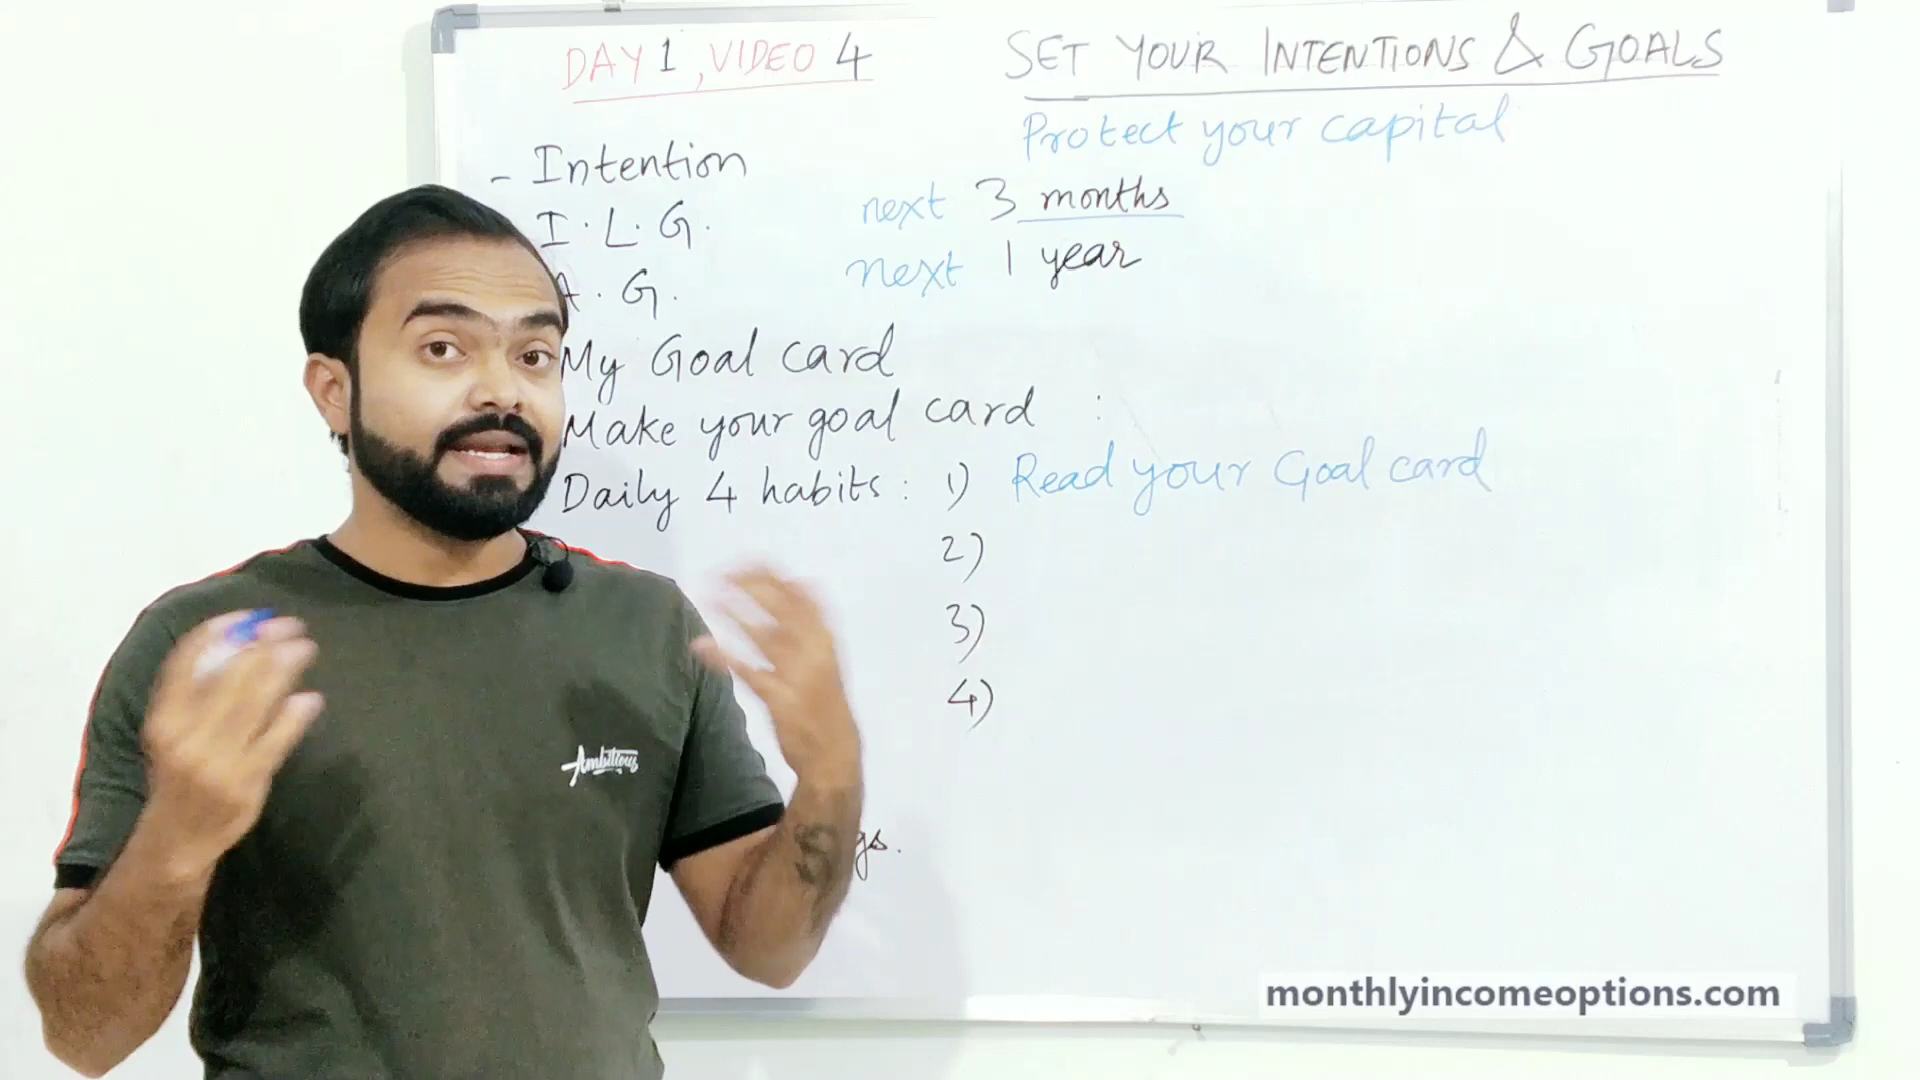 DAY 1, VIDEO 4 SET YOUR INTENTIONS & GOALS
Protect your capital
- Intention
I. L. G. next 3 months
A. G. next 1 year
My Goal card
Make your goal card :
Daily 4 habits : 1) Read your Goal card
2)
3)
4)
Ambitious
gs.
monthlyincomeoptions.com